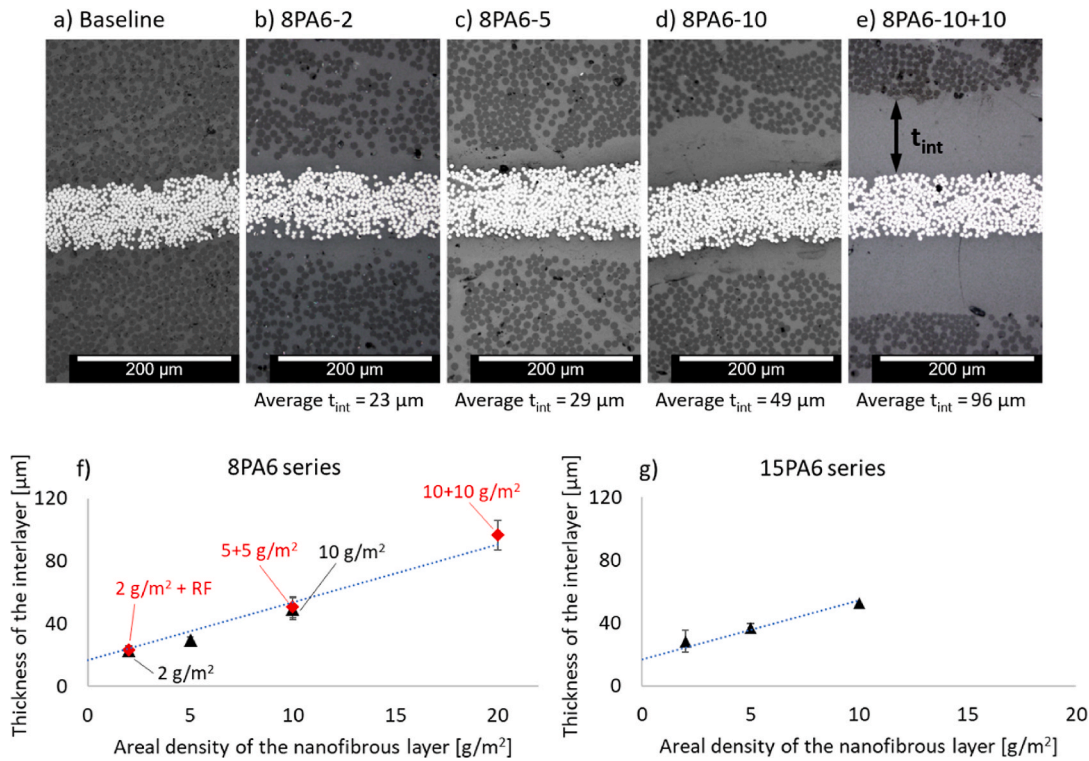 a) Baseline
b) 8PA6-2
c) 8PA6-5
d) 8PA6-10
e) 8PA6-10+10
t_int
200 µm
200 µm
200 µm
200 µm
200 µm
Average t_int = 23 µm
Average t_int = 29 µm
Average t_int = 49 µm
Average t_int = 96 µm
f)
8PA6 series
Thickness of the interlayer [µm]
120
80
40
0
0
5
10
15
20
2 g/m² + RF
2 g/m²
5+5 g/m²
10 g/m²
10+10 g/m²
Areal density of the nanofibrous layer [g/m²]
g)
15PA6 series
Thickness of the interlayer [µm]
120
80
40
0
0
5
10
15
20
Areal density of the nanofibrous layer [g/m²]